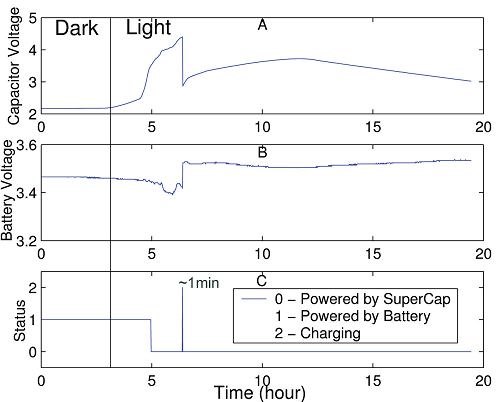 Dark
Light
A
Capacitor Voltage
5
4
3
2
0
5
10
15
20
B
Battery Voltage
3.6
3.4
3.2
0
5
10
15
20
C
~1min
Status
2
1
0
0 – Powered by SuperCap
1 – Powered by Battery
2 – Charging
0
5
10
15
20
Time (hour)